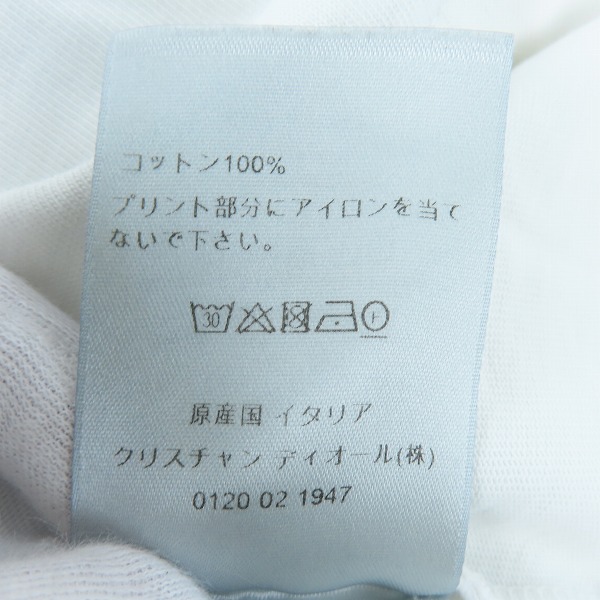 コットン100%
プリント部分にアイロンを当て
ないで下さい。
30
F
原産国 イタリア
クリスチャン ディオール(株)
0120 02 1947